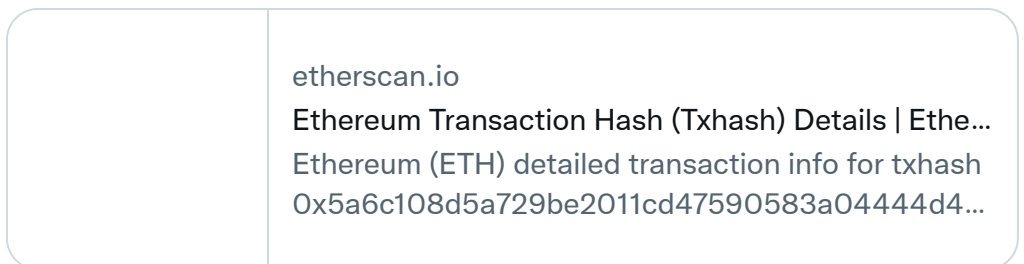 etherscan.io
Ethereum Transaction Hash (Txhash) Details | Ethe...
Ethereum (ETH) detailed transaction info for txhash
0x5a6c108d5a729be2011cd47590583a04444d4...